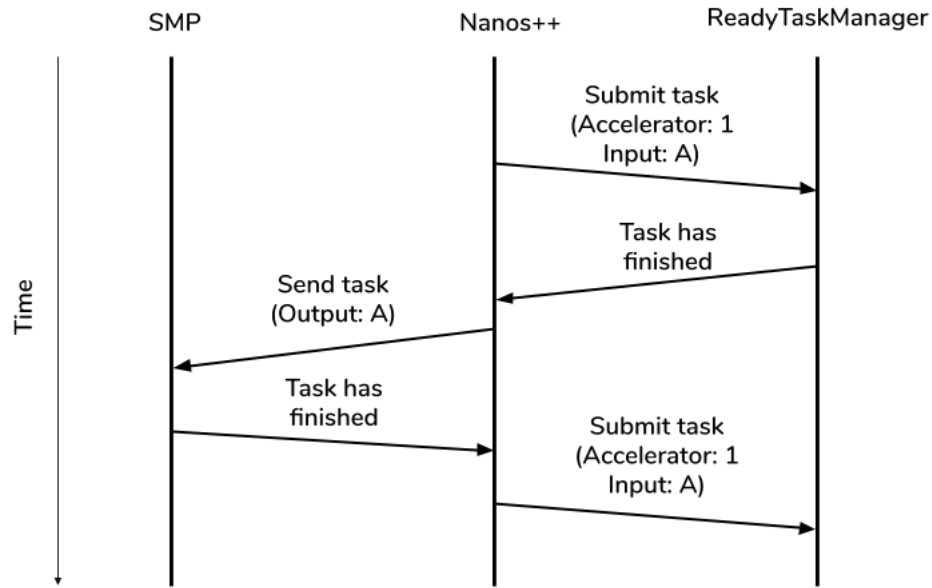 SMP
Nanos++
ReadyTaskManager
Submit task
(Accelerator: 1
Input: A)
Task has
finished
Send task
(Output: A)
Time
Task has
finished
Submit task
(Accelerator: 1
Input: A)